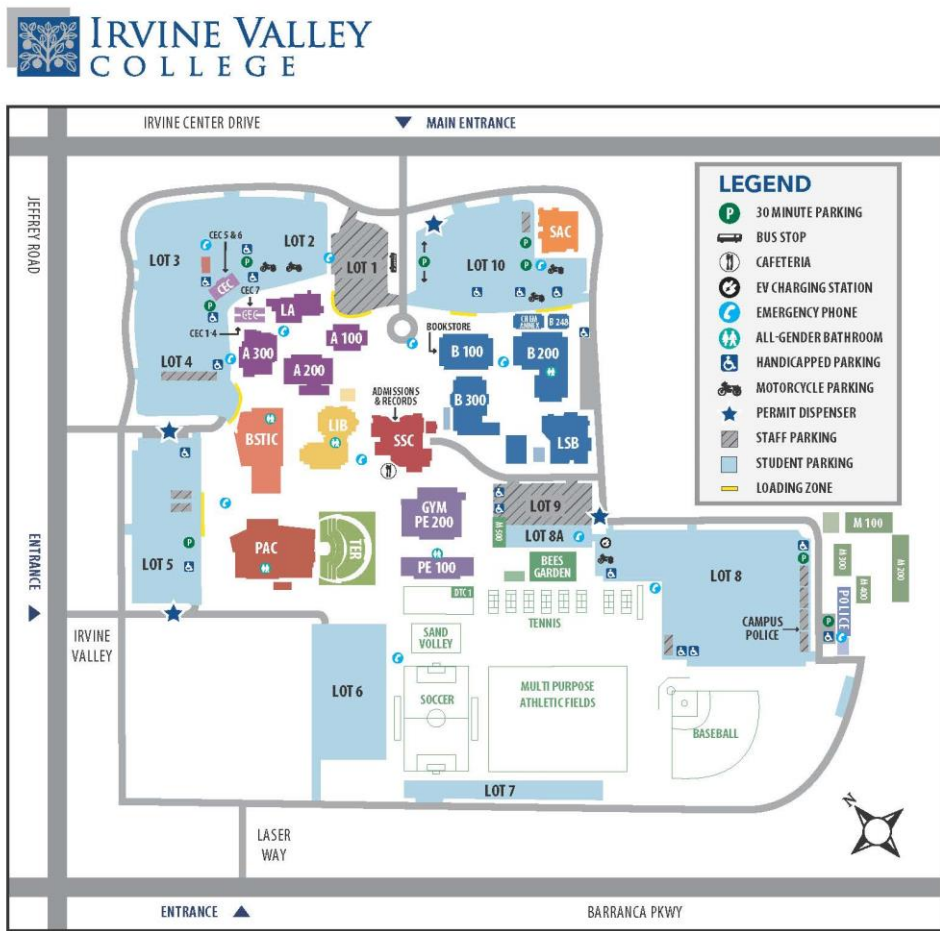 IRVINE VALLEY
COLLEGE
IRVINE CENTER DRIVE
MAIN ENTRANCE
JEFFREY ROAD
LEGEND
P 30 MINUTE PARKING
BUS STOP
CAFETERIA
EV CHARGING STATION
EMERGENCY PHONE
ALL-GENDER BATHROOM
HANDICAPPED PARKING
MOTORCYCLE PARKING
PERMIT DISPENSER
STAFF PARKING
STUDENT PARKING
LOADING ZONE
CEC 5 & 6
LOT 2
LOT 3
LOT 1
LOT 10
SAC
P
P
P
P
P
CEC
CEC 7
CEC
LA
CEC 1-4
BOOKSTORE
B 248
A 100
A 300
A 200
B 100
B 200
LOT 4
ADMISSIONS
& RECORDS
B 300
BSTIC
LIB
SSC
LSB
LOT 9
GYM
PE 200
M 500
LOT 8A
M 100
PAC
TER
PE 100
BEES
GARDEN
LOT 8
M 300
M 200
M 400
P
LOT 5
DTC 1
TENNIS
CAMPUS
POLICE
POLICE
P
P
ENTRANCE
IRVINE
VALLEY
SAND
VOLLEY
LOT 6
SOCCER
MULTI PURPOSE
ATHLETIC FIELDS
BASEBALL
LOT 7
N
LASER
WAY
ENTRANCE
BARRANCA PKWY